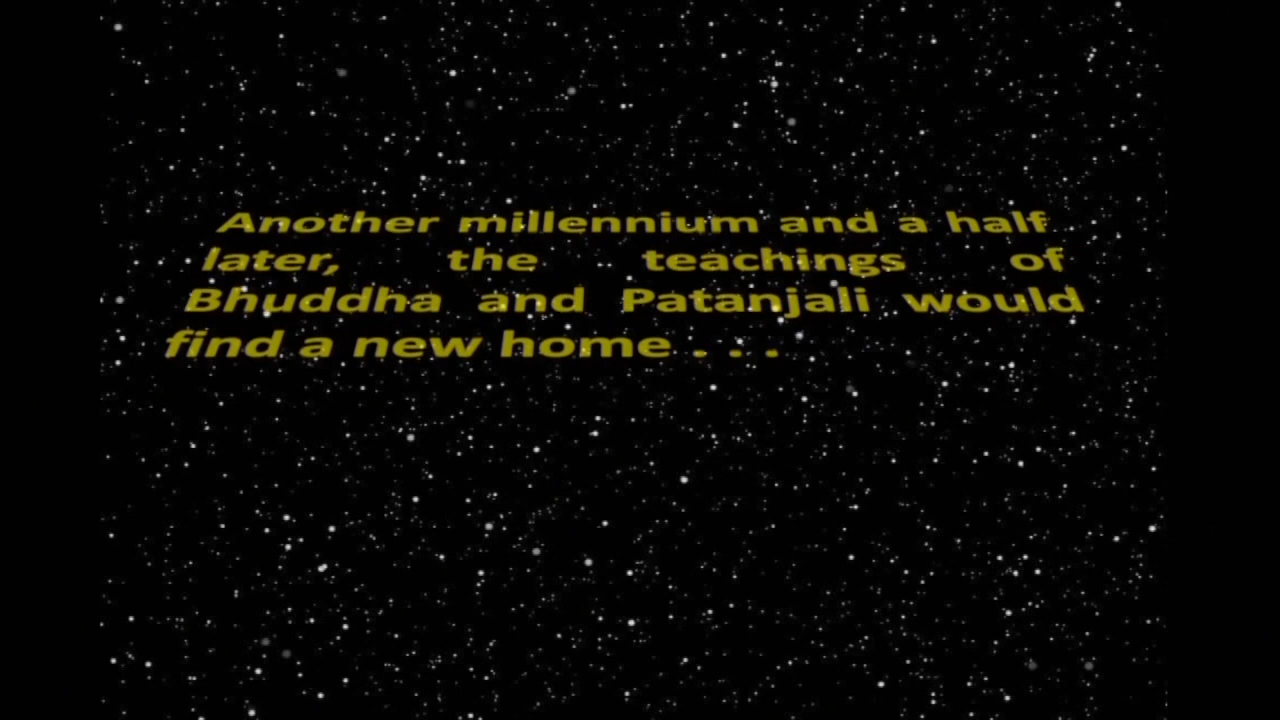 Another millennium and a half
later, the teachings of
Bhuddha and Patanjali would
find a new home . . .